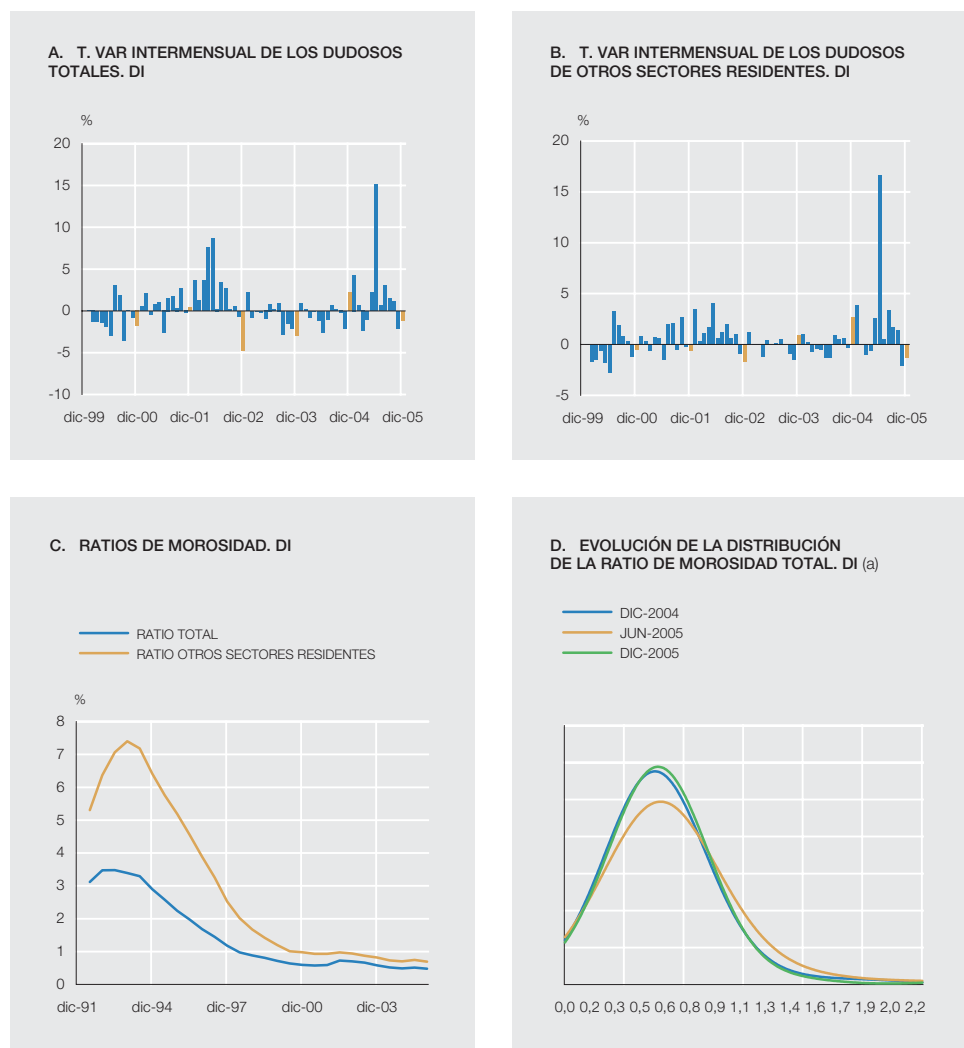 A. T. VAR INTERMENSUAL DE LOS DUDOSOS
TOTALES. DI
%
20
15
10
5
0
-5
-10
dic-99 dic-00 dic-01 dic-02 dic-03 dic-04 dic-05
B. T. VAR INTERMENSUAL DE LOS DUDOSOS
DE OTROS SECTORES RESIDENTES. DI
%
20
15
10
5
0
-5
dic-99 dic-00 dic-01 dic-02 dic-03 dic-04 dic-05
C. RATIOS DE MOROSIDAD. DI
RATIO TOTAL
RATIO OTROS SECTORES RESIDENTES
%
8
7
6
5
4
3
2
1
0
dic-91 dic-94 dic-97 dic-00 dic-03
D. EVOLUCIÓN DE LA DISTRIBUCIÓN
DE LA RATIO DE MOROSIDAD TOTAL. DI (a)
DIC-2004
JUN-2005
DIC-2005
0,0 0,2 0,3 0,5 0,6 0,8 0,9 1,1 1,3 1,4 1,6 1,7 1,9 2,0 2,2